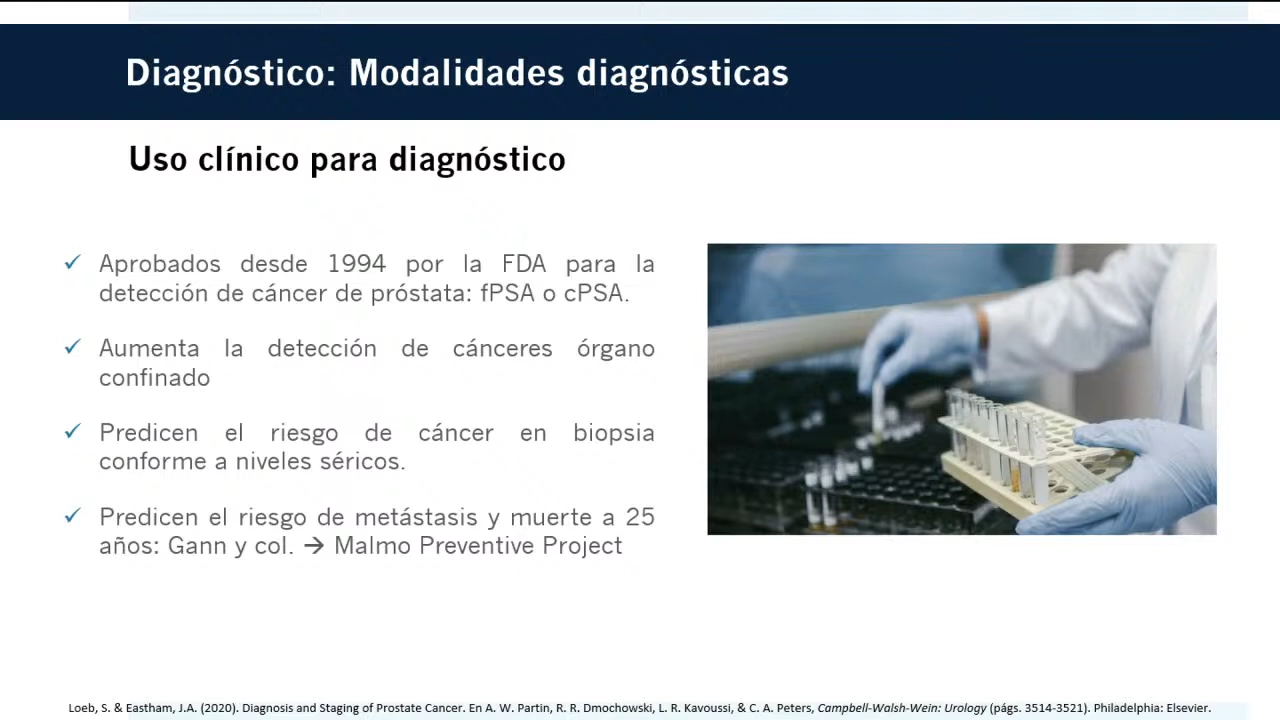 Diagnóstico: Modalidades diagnósticas
Uso clínico para diagnóstico
✓ Aprobados desde 1994 por la FDA para la
detección de cáncer de próstata: fPSA o cPSA.
✓ Aumenta la detección de cánceres órgano
confinado
✓ Predicen el riesgo de cáncer en biopsia
conforme a niveles séricos.
✓ Predicen el riesgo de metástasis y muerte a 25
años: Gann y col. → Malmo Preventive Project
Loeb, S. & Eastham, J.A. (2020). Diagnosis and Staging of Prostate Cancer. En A. W. Partin, R. R. Dmochowski, L. R. Kavoussi, & C. A. Peters, Campbell-Walsh-Wein: Urology (págs. 3514-3521). Philadelphia: Elsevier.